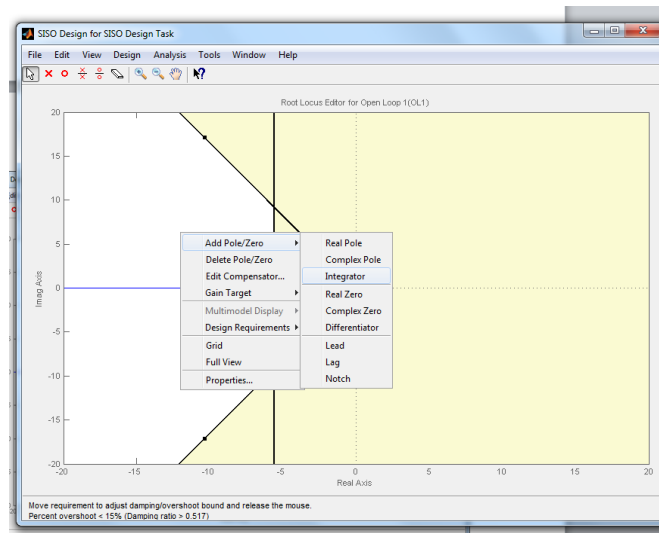 SISO Design for SISO Design Task
File Edit View Design Analysis Tools Window Help
Root Locus Editor for Open Loop 1(OL1)
20
15
10
5
0
-5
-10
-15
-20
Imag Axis
-20 -15 -10 -5 0 5 10 15 20
Real Axis
Add Pole/Zero
Delete Pole/Zero
Edit Compensator...
Gain Target
Multimodel Display
Design Requirements
Grid
Full View
Properties...
Real Pole
Complex Pole
Integrator
Real Zero
Complex Zero
Differentiator
Lead
Lag
Notch
Move requirement to adjust damping/overshoot bound and release the mouse.
Percent overshoot < 15% (Damping ratio > 0.517)